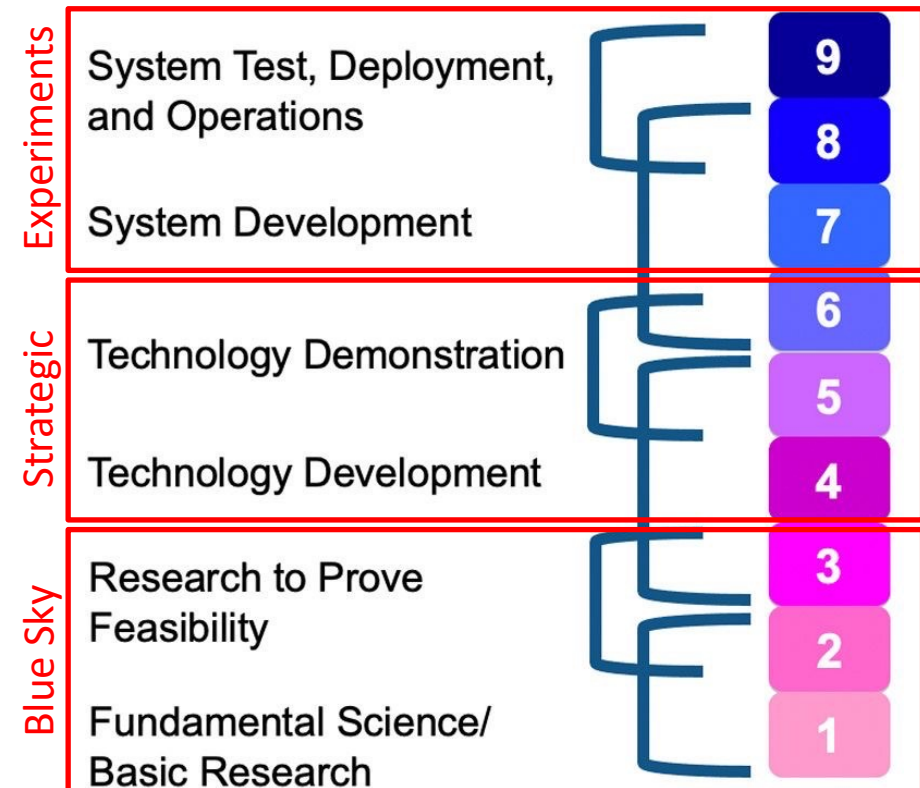 Experiments
System Test, Deployment,
and Operations
System Development
9
8
7
Strategic
Technology Demonstration
Technology Development
6
5
4
Blue Sky
Research to Prove
Feasibility
Fundamental Science/
Basic Research
3
2
1